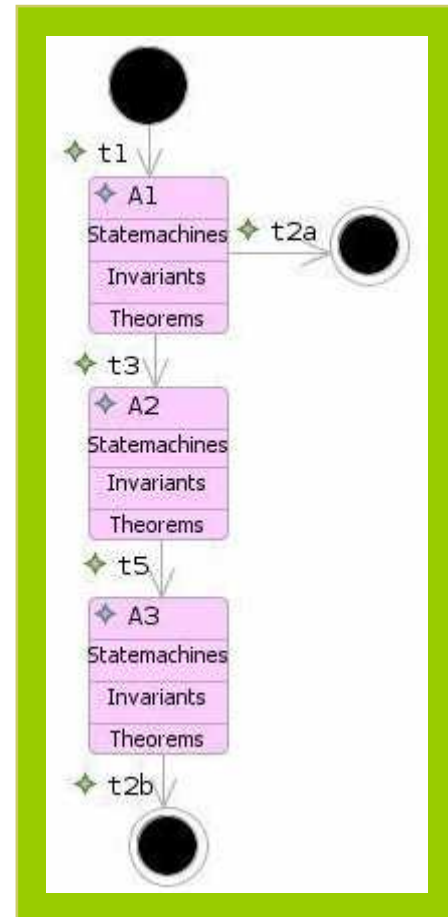 t1
A1
Statemachines
t2a
Invariants
Theorems
t3
A2
Statemachines
Invariants
Theorems
t5
A3
Statemachines
Invariants
Theorems
t2b